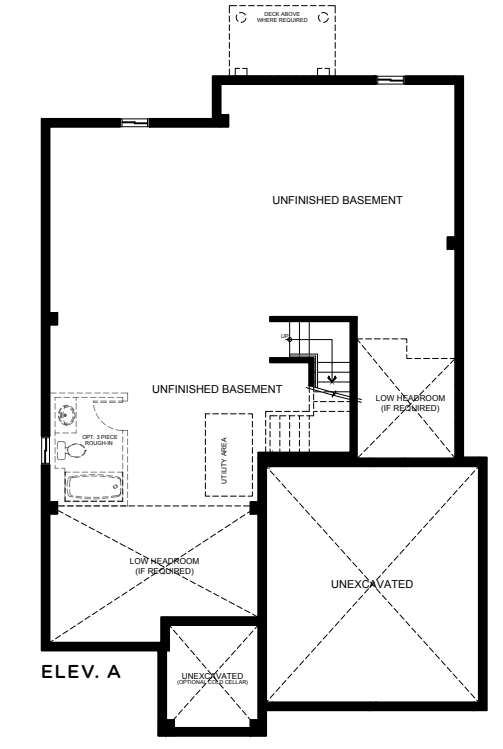 DECK ABOVE
WHERE REQUIRED
UNFINISHED BASEMENT
UP
UNFINISHED BASEMENT
LOW HEADROOM
(IF REQUIRED)
OPT. 3 PIECE
ROUGH-IN
UTILITY AREA
LOW HEADROOM
(IF REQUIRED)
UNEXCAVATED
ELEV. A
UNEXCAVATED
(OPTIONAL COLD CELLAR)